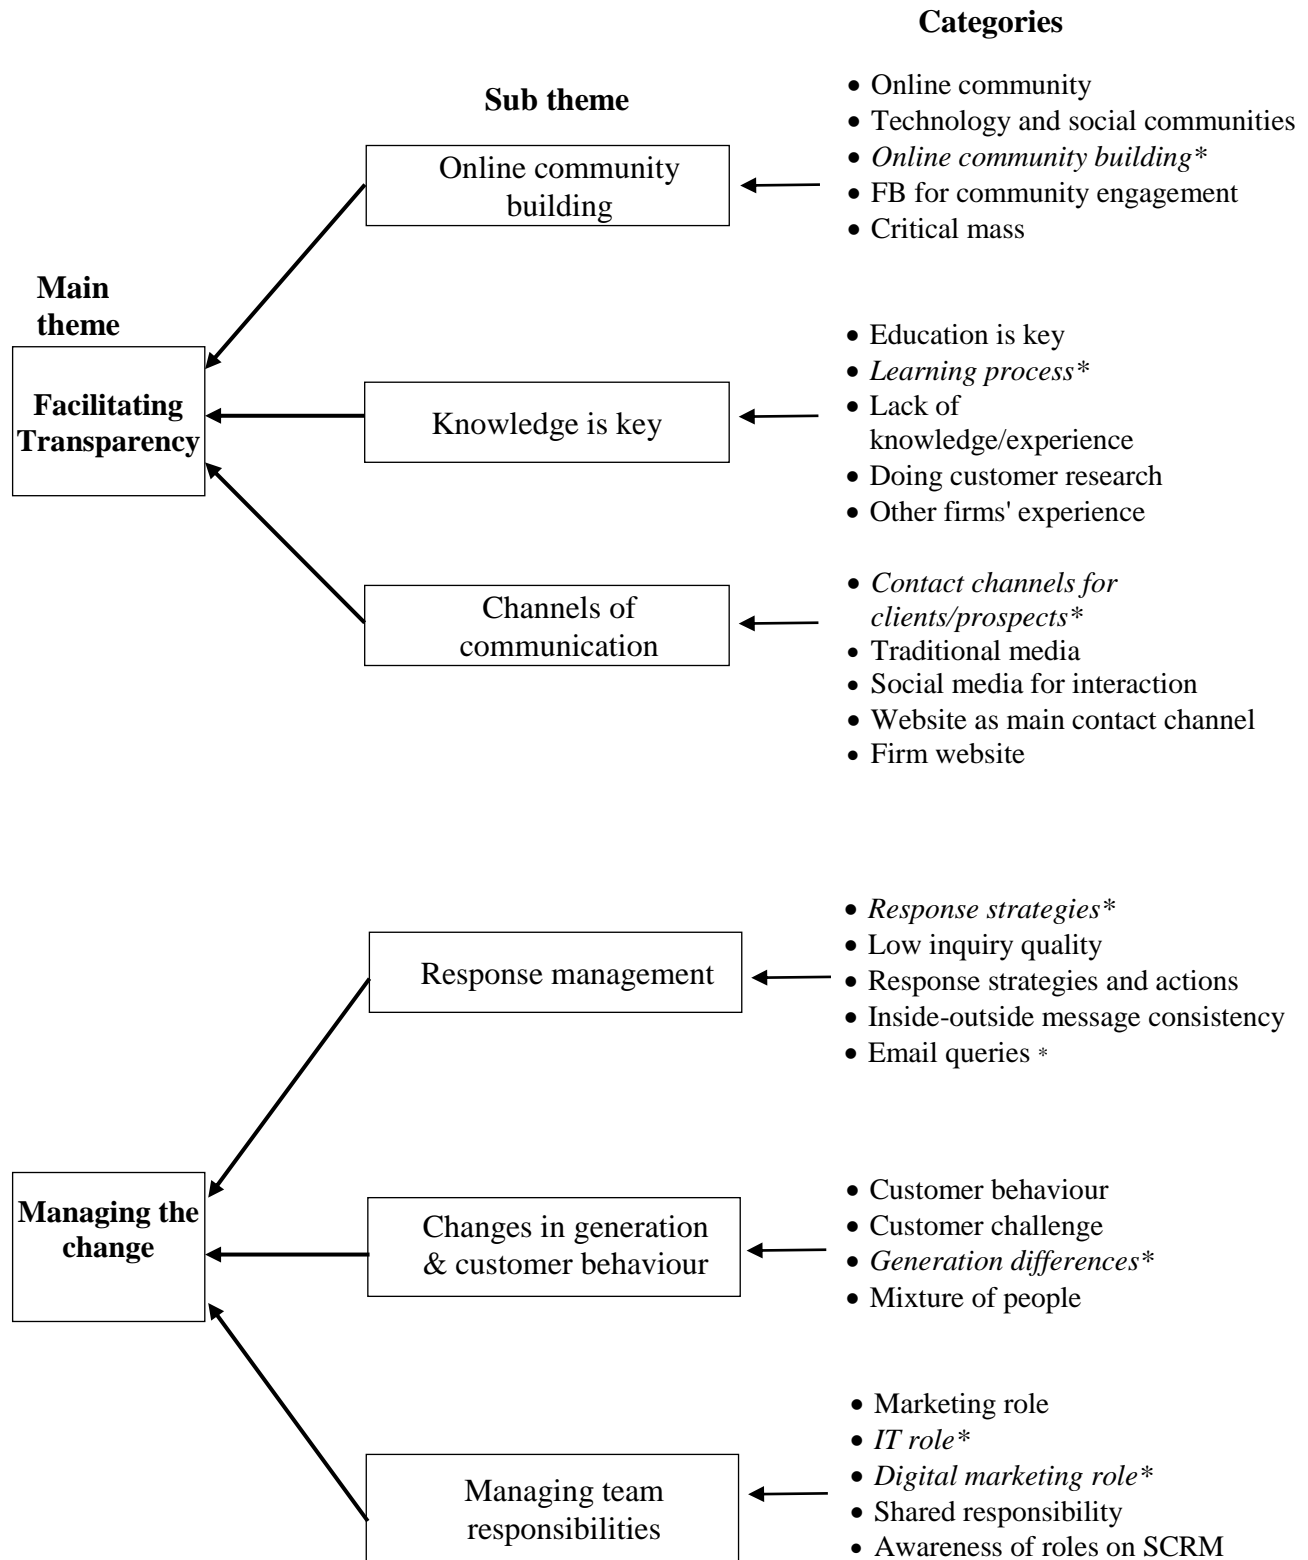 Categories
Sub theme
• Online community
• Technology and social communities
• Online community building*
• FB for community engagement
• Critical mass
Online community
building
Main
theme
Facilitating
Transparency
Knowledge is key
• Education is key
• Learning process*
• Lack of
knowledge/experience
• Doing customer research
• Other firms' experience
Channels of
communication
• Contact channels for
clients/prospects*
• Traditional media
• Social media for interaction
• Website as main contact channel
• Firm website
Response management
• Response strategies*
• Low inquiry quality
• Response strategies and actions
• Inside-outside message consistency
• Email queries *
Managing the
change
Changes in generation
& customer behaviour
• Customer behaviour
• Customer challenge
• Generation differences*
• Mixture of people
Managing team
responsibilities
• Marketing role
• IT role*
• Digital marketing role*
• Shared responsibility
• Awareness of roles on SCRM